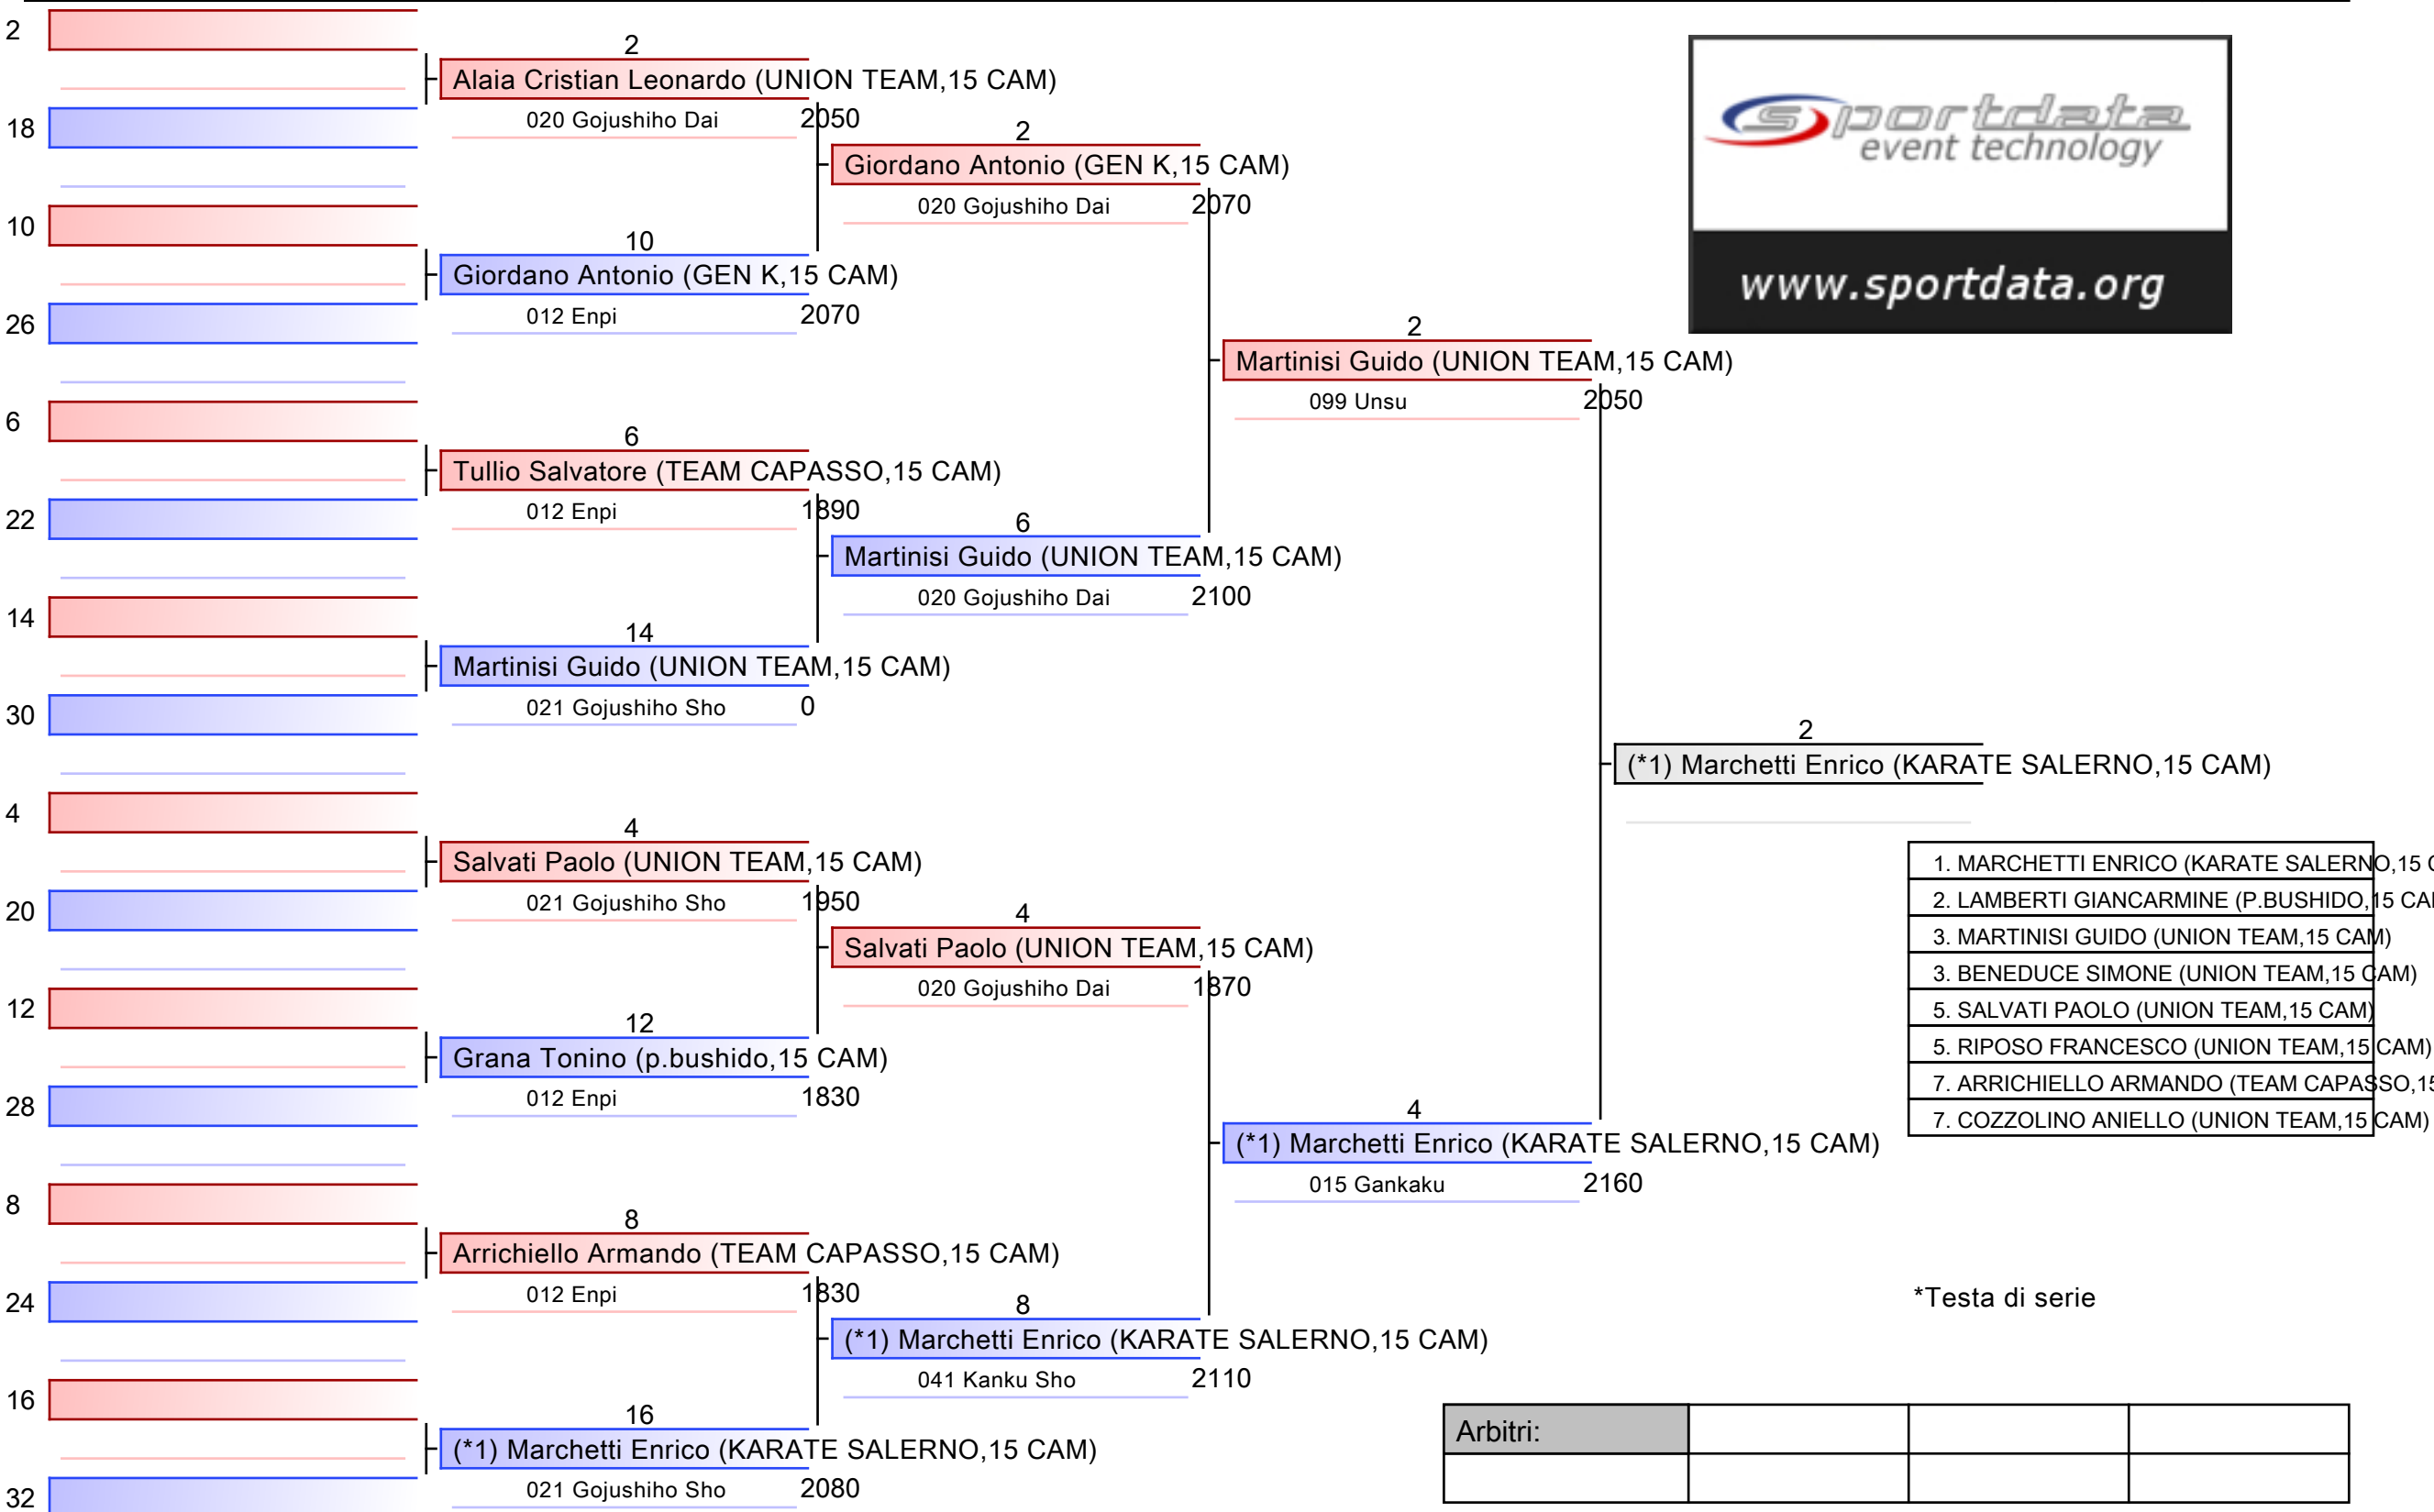 2
18
10
26
6
22
14
30
4
20
12
28
8
24
16
32
2
Alaia Cristian Leonardo (UNION TEAM,15 CAM)
020 Gojushiho Dai 2050
10
Giordano Antonio (GEN K,15 CAM)
012 Enpi 2070
6
Tullio Salvatore (TEAM CAPASSO,15 CAM)
012 Enpi 1890
14
Martinisi Guido (UNION TEAM,15 CAM)
021 Gojushiho Sho 0
4
Salvati Paolo (UNION TEAM,15 CAM)
021 Gojushiho Sho 1950
12
Grana Tonino (p.bushido,15 CAM)
012 Enpi 1830
8
Arrichiello Armando (TEAM CAPASSO,15 CAM)
012 Enpi 1830
16
(*1) Marchetti Enrico (KARATE SALERNO,15 CAM)
021 Gojushiho Sho 2080
2
Giordano Antonio (GEN K,15 CAM)
020 Gojushiho Dai 2070
6
Martinisi Guido (UNION TEAM,15 CAM)
020 Gojushiho Dai 2100
4
Salvati Paolo (UNION TEAM,15 CAM)
020 Gojushiho Dai 1870
8
(*1) Marchetti Enrico (KARATE SALERNO,15 CAM)
041 Kanku Sho 2110
2
Martinisi Guido (UNION TEAM,15 CAM)
099 Unsu 2050
4
(*1) Marchetti Enrico (KARATE SALERNO,15 CAM)
015 Gankaku 2160
2
(*1) Marchetti Enrico (KARATE SALERNO,15 CAM)
sportdata
event technology
www.sportdata.org
1. MARCHETTI ENRICO (KARATE SALERNO,15
2. LAMBERTI GIANCARMINE (P.BUSHIDO,15 CA
3. MARTINISI GUIDO (UNION TEAM,15 CAM)
3. BENEDUCE SIMONE (UNION TEAM,15 CAM)
5. SALVATI PAOLO (UNION TEAM,15 CAM)
5. RIPOSO FRANCESCO (UNION TEAM,15 CAM)
7. ARRICHIELLO ARMANDO (TEAM CAPASSO,15
7. COZZOLINO ANIELLO (UNION TEAM,15 CAM)
*Testa di serie
Arbitri: